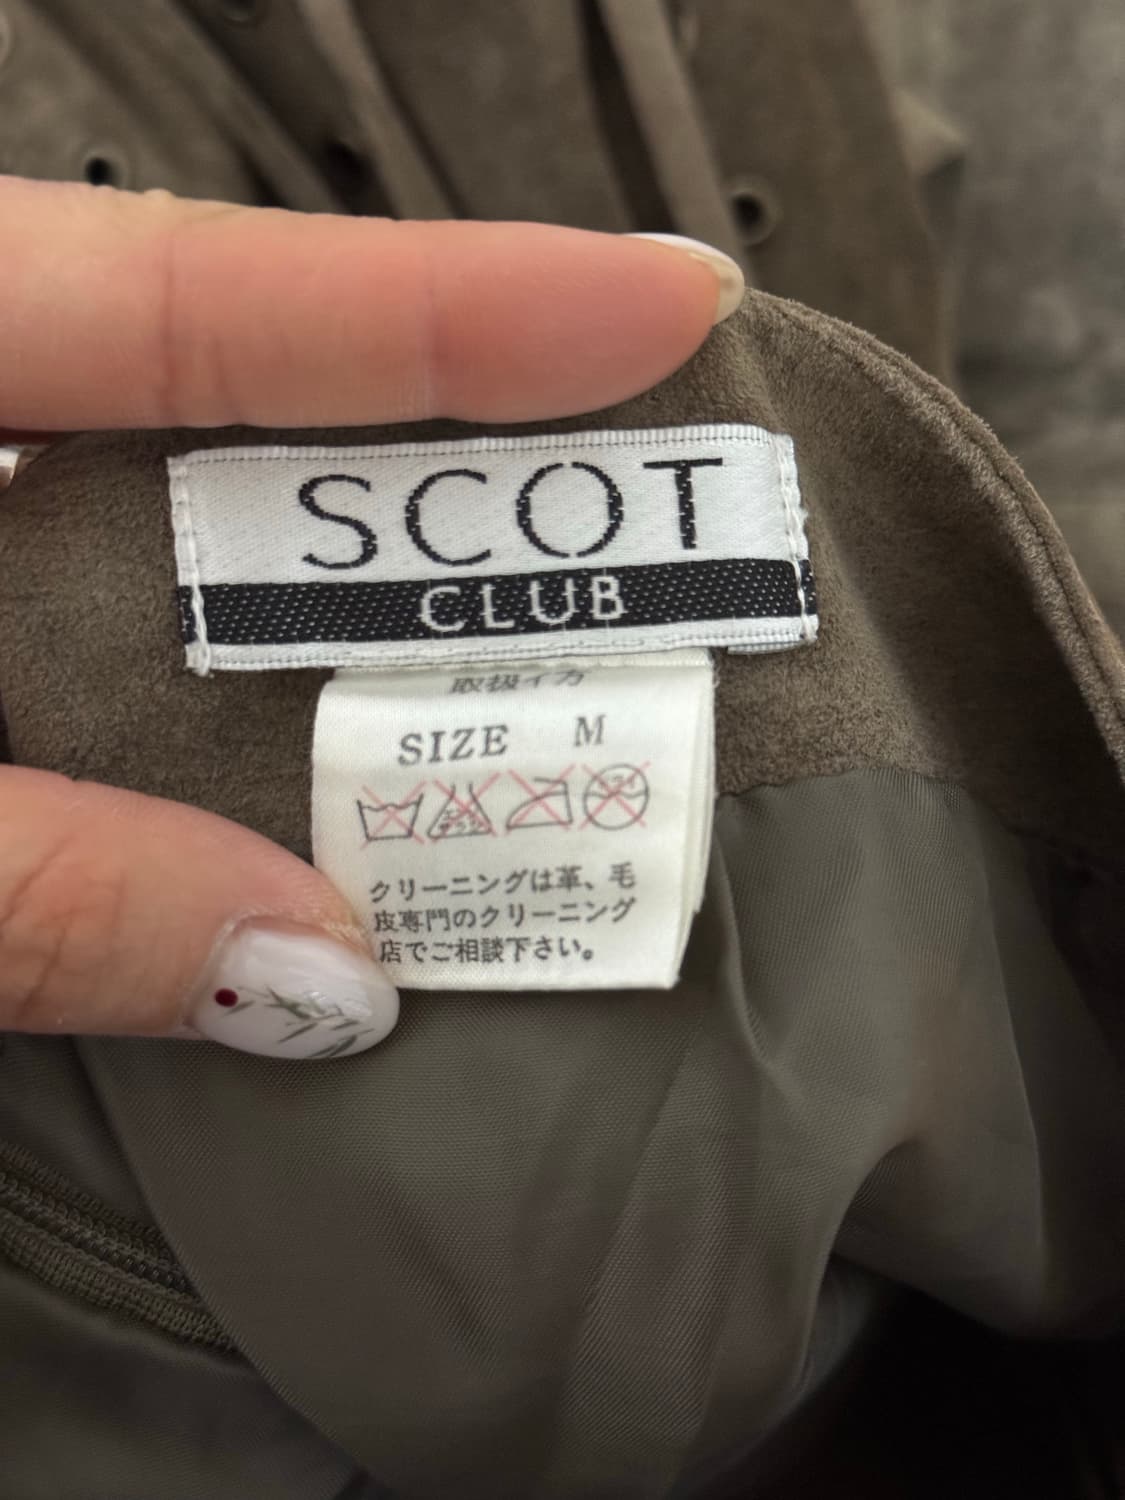 SCOT
CLUB
取扱イ方
SIZE M
クリーニングは革、毛
皮専門のクリーニング
店でご相談下さい。